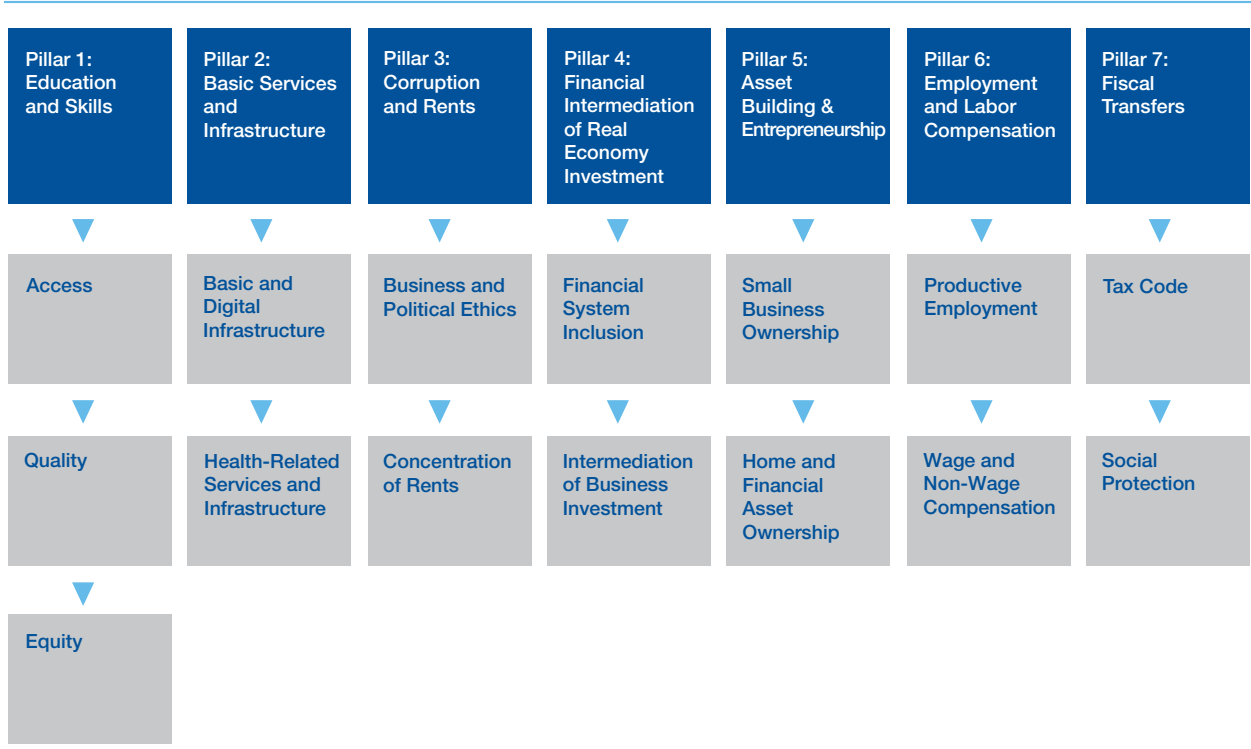 Pillar 1:
Education
and Skills
Pillar 2:
Basic Services
and
Infrastructure
Pillar 3:
Corruption
and Rents
Pillar 4:
Financial
Intermediation
of Real
Economy
Investment
Pillar 5:
Asset
Building &
Entrepreneurship
Pillar 6:
Employment
and Labor
Compensation
Pillar 7:
Fiscal
Transfers
Access
Basic and
Digital
Infrastructure
Business and
Political Ethics
Financial
System
Inclusion
Small
Business
Ownership
Productive
Employment
Tax Code
Quality
Health-Related
Services and
Infrastructure
Concentration
of Rents
Intermediation
of Business
Investment
Home and
Financial
Asset
Ownership
Wage and
Non-Wage
Compensation
Social
Protection
Equity